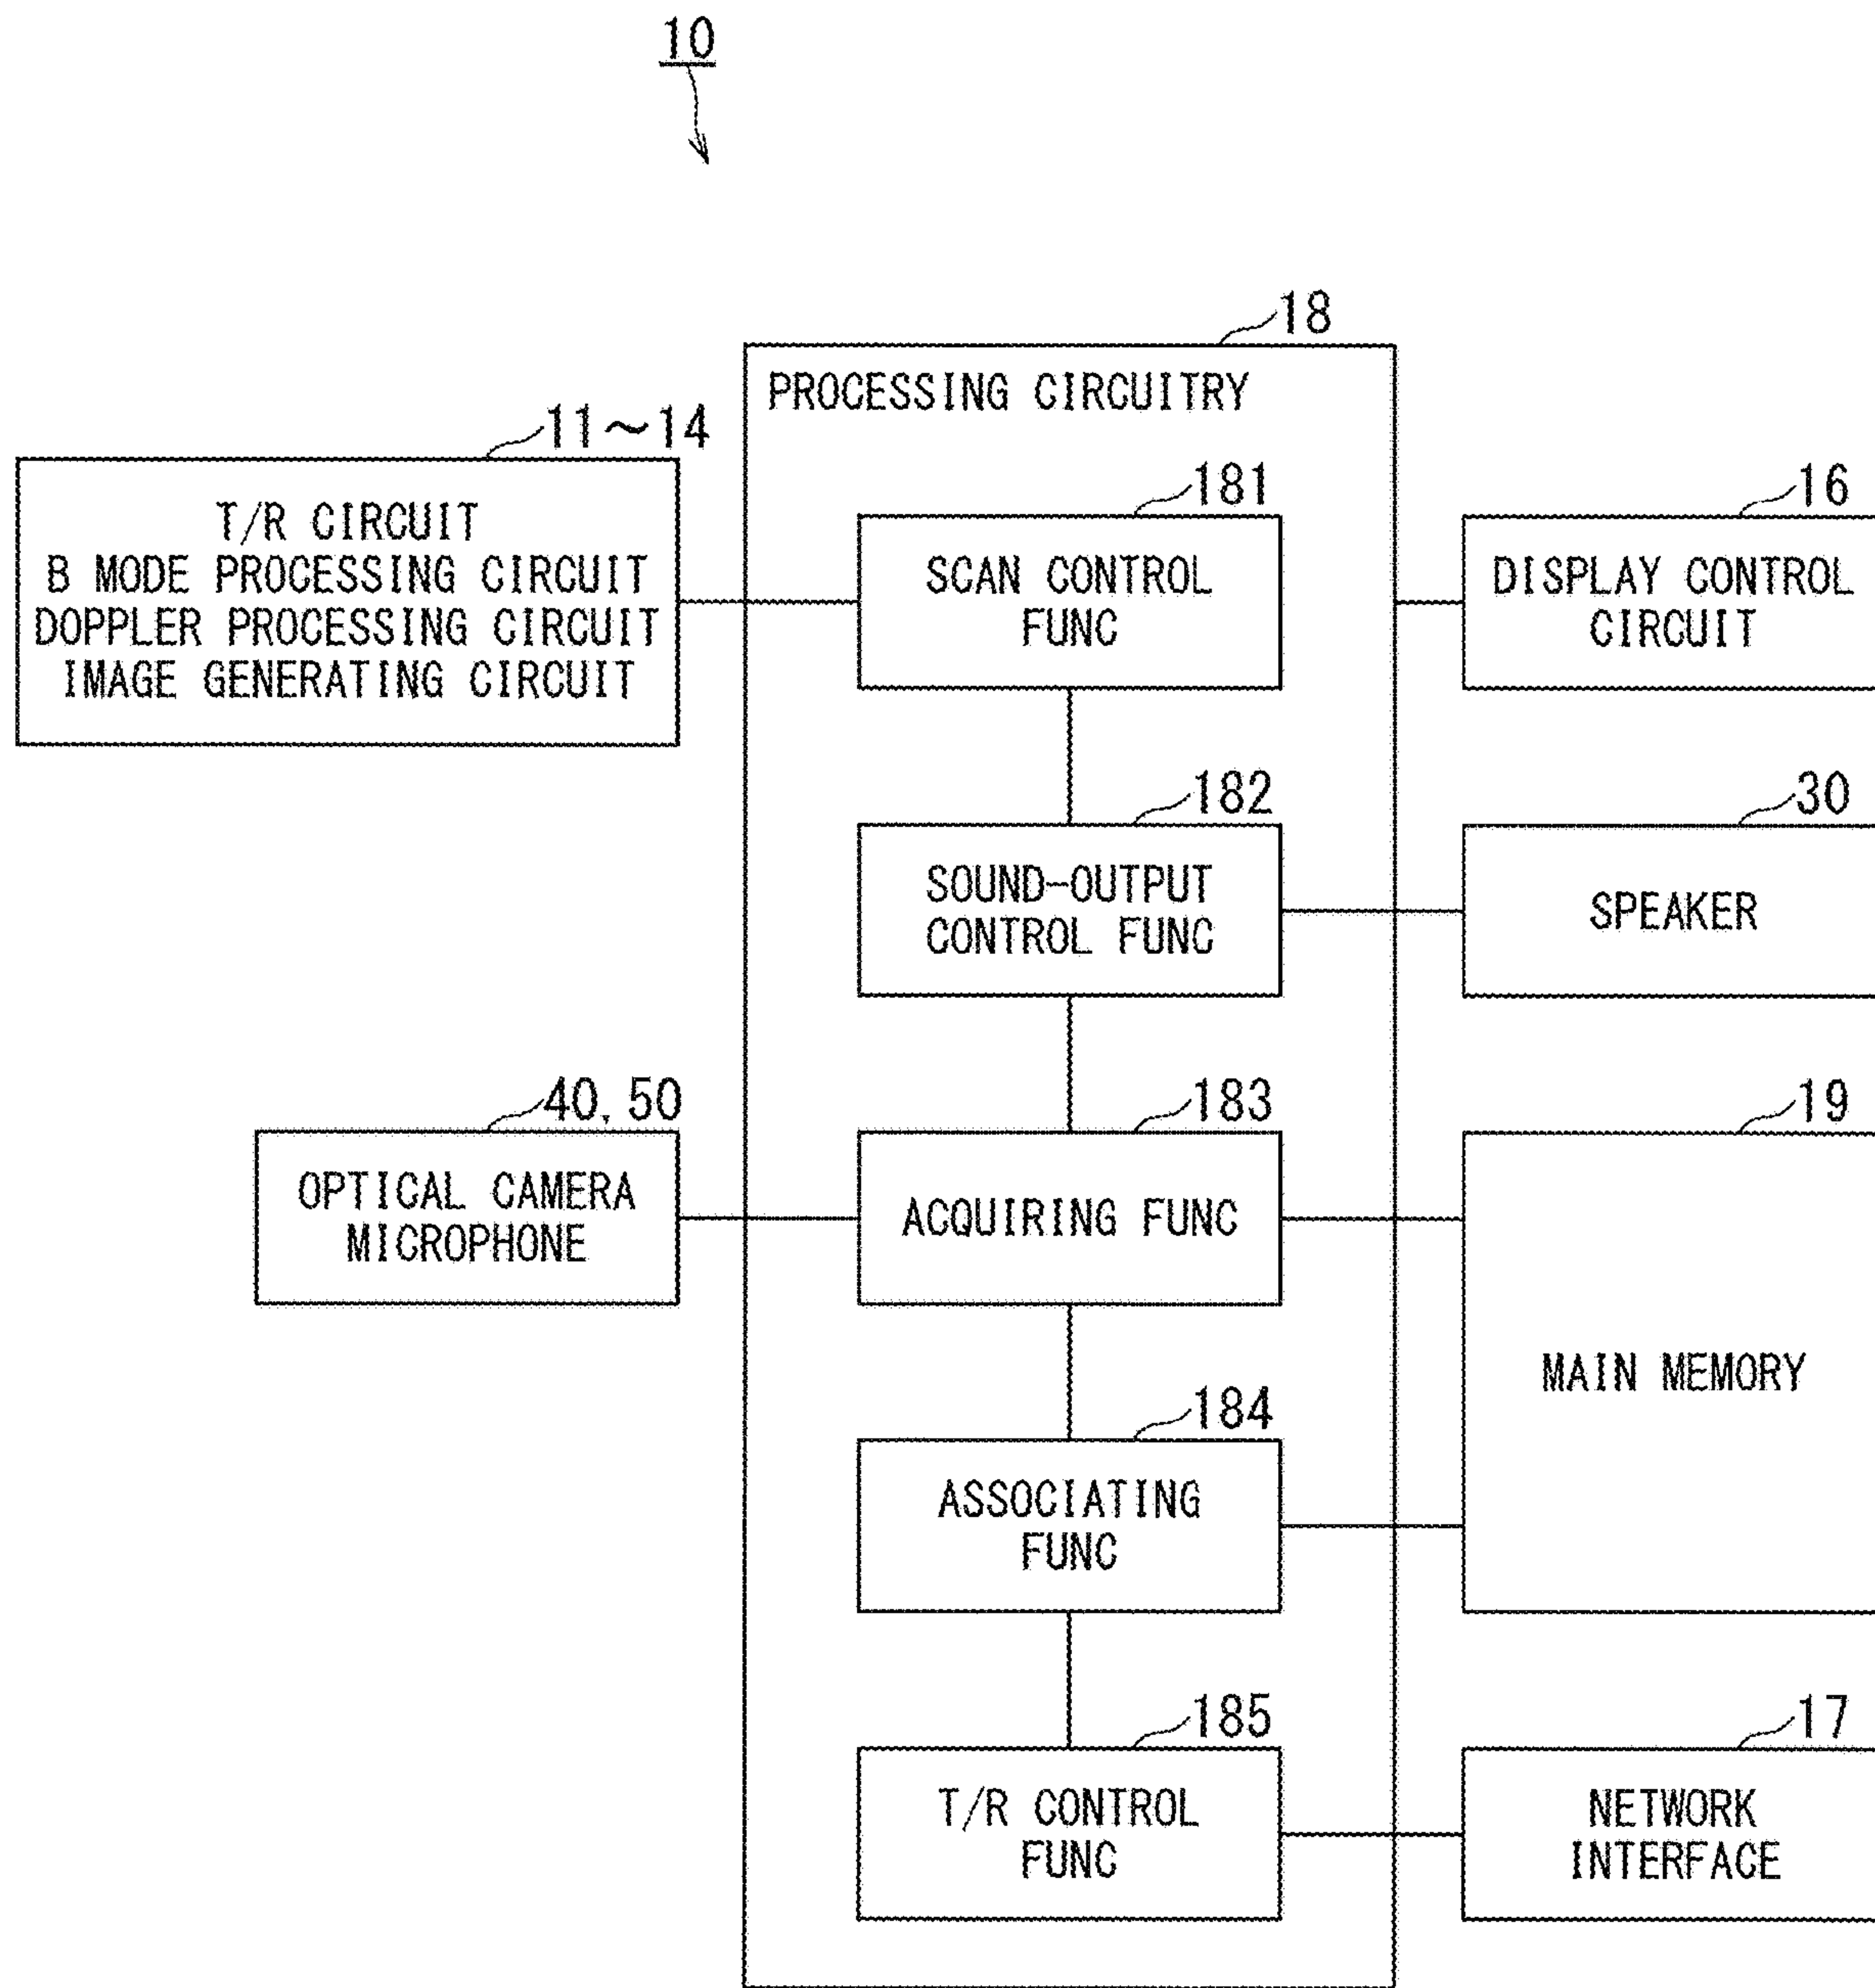 10
18
PROCESSING CIRCUITRY
11～14
T/R CIRCUIT
B MODE PROCESSING CIRCUIT
DOPPLER PROCESSING CIRCUIT
IMAGE GENERATING CIRCUIT
181
SCAN CONTROL
FUNC
16
DISPLAY CONTROL
CIRCUIT
182
SOUND-OUTPUT
CONTROL FUNC
30
SPEAKER
40, 50
OPTICAL CAMERA
MICROPHONE
183
ACQUIRING FUNC
19
MAIN MEMORY
184
ASSOCIATING
FUNC
185
T/R CONTROL
FUNC
17
NETWORK
INTERFACE